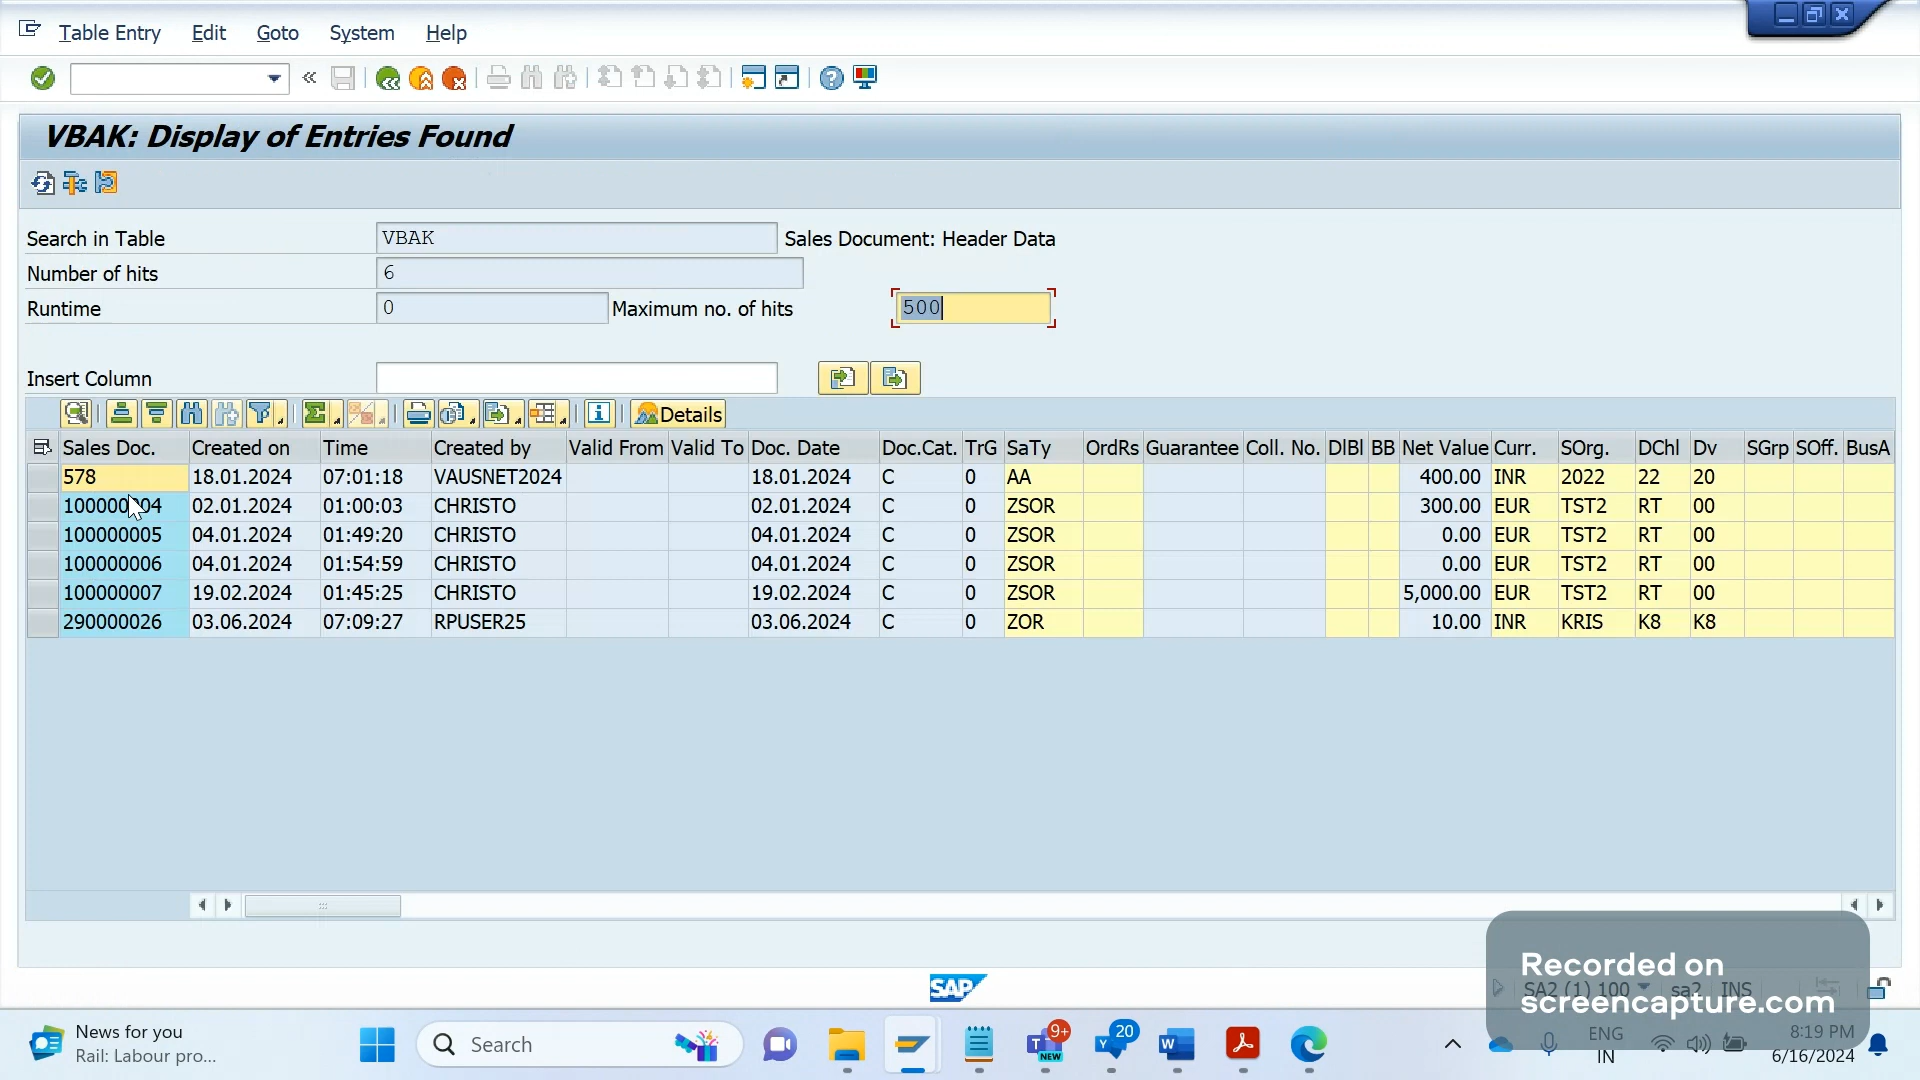 Table Entry Edit Goto System Help
VBAK: Display of Entries Found
Search in Table VBAK Sales Document: Header Data
Number of hits 6
Runtime 0 Maximum no. of hits 500
Insert Column
Details
Sales Doc. Created on Time Created by Valid From Valid To Doc. Date Doc.Cat. TrG SaTy OrdRs Guarantee Coll. No. DlBl BB Net Value Curr. SOrg. DChl Dv SGrp SOff. BusA
578 18.01.2024 07:01:18 VAUSNET2024 18.01.2024 C 0 AA 400.00 INR 2022 22 20
100000004 02.01.2024 01:00:03 CHRISTO 02.01.2024 C 0 ZSOR 300.00 EUR TST2 RT 00
100000005 04.01.2024 01:49:20 CHRISTO 04.01.2024 C 0 ZSOR 0.00 EUR TST2 RT 00
100000006 04.01.2024 01:54:59 CHRISTO 04.01.2024 C 0 ZSOR 0.00 EUR TST2 RT 00
100000007 19.02.2024 01:45:25 CHRISTO 19.02.2024 C 0 ZSOR 5,000.00 EUR TST2 RT 00
290000026 03.06.2024 07:09:27 RPUSER25 03.06.2024 C 0 ZOR 10.00 INR KRIS K8 K8
SAP
SA2 (1) 100 sa2 INS
Recorded on
screencapture.com
News for you
Rail: Labour pro...
Search
9+
NEW
20
ENG
IN
8:19 PM
6/16/2024